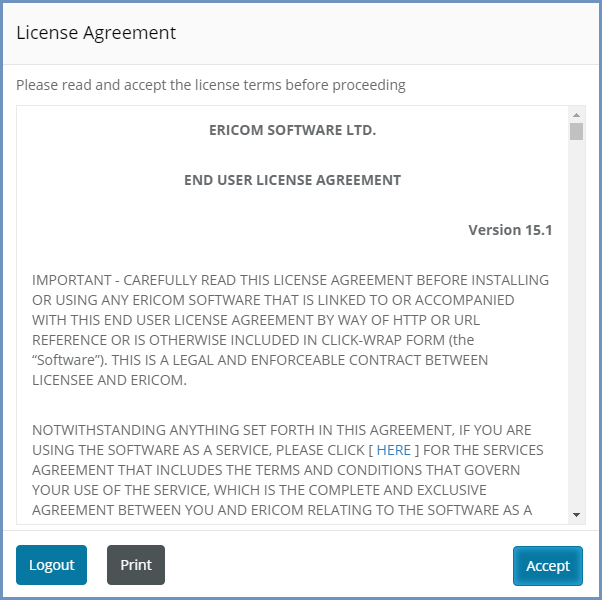 License Agreement
Please read and accept the license terms before proceeding
ERICOM SOFTWARE LTD.
END USER LICENSE AGREEMENT
Version 15.1
IMPORTANT - CAREFULLY READ THIS LICENSE AGREEMENT BEFORE INSTALLING
OR USING ANY ERICOM SOFTWARE THAT IS LINKED TO OR ACCOMPANIED
WITH THIS END USER LICENSE AGREEMENT BY WAY OF HTTP OR URL
REFERENCE OR IS OTHERWISE INCLUDED IN CLICK-WRAP FORM (the
“Software”). THIS IS A LEGAL AND ENFORCEABLE CONTRACT BETWEEN
LICENSEE AND ERICOM.
NOTWITHSTANDING ANYTHING SET FORTH IN THIS AGREEMENT, IF YOU ARE
USING THE SOFTWARE AS A SERVICE, PLEASE CLICK [ HERE ] FOR THE SERVICES
AGREEMENT THAT INCLUDES THE TERMS AND CONDITIONS THAT GOVERN
YOUR USE OF THE SERVICE, WHICH IS THE COMPLETE AND EXCLUSIVE
AGREEMENT BETWEEN YOU AND ERICOM RELATING TO THE SOFTWARE AS A
Logout Print Accept